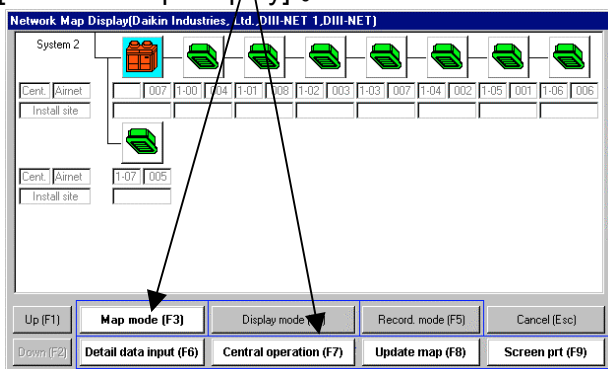 Network Map Display(Daikin Industries, Ltd.,DIII-NET 1,DIII-NET)
System 2
Cent. Airnet 007 1-00 004 1-01 008 1-02 003 1-03 007 1-04 002 1-05 001 1-06 006
Install site
Cent. Airnet 1-07 005
Install site
Up (F1) Map mode (F3) Display mode Record. mode (F5) Cancel (Esc)
Down (F2) Detail data input (F6) Central operation (F7) Update map (F8) Screen prt (F9)